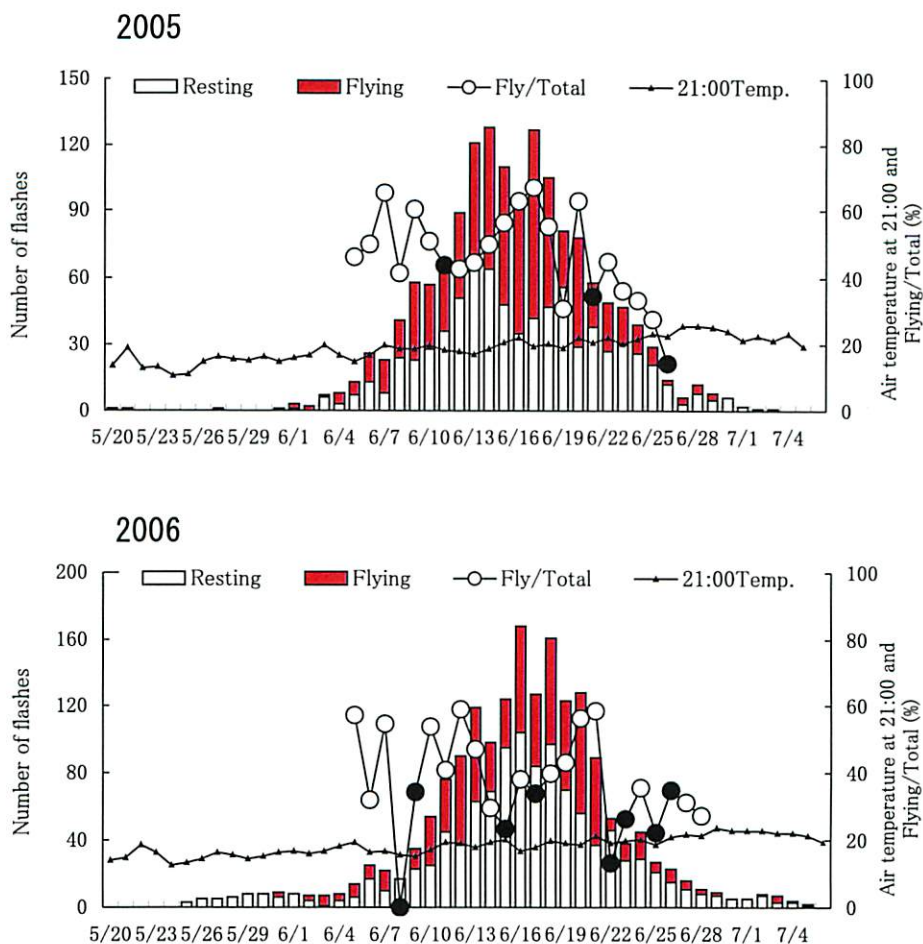 2005
Resting Flying Fly/Total 21:00Temp.
150
120
90
60
30
0
Number of flashes
100
80
60
40
20
0
Air temperature at 21:00 and
Flying/Total (%)
5/20 5/23 5/26 5/29 6/1 6/4 6/7 6/10 6/13 6/16 6/19 6/22 6/25 6/28 7/1 7/4
2006
Resting Flying Fly/Total 21:00Temp.
200
160
120
80
40
0
Number of flashes
100
80
60
40
20
0
Air temperature at 21:00 and
Flying/Total (%)
5/20 5/23 5/26 5/29 6/1 6/4 6/7 6/10 6/13 6/16 6/19 6/22 6/25 6/28 7/1 7/4